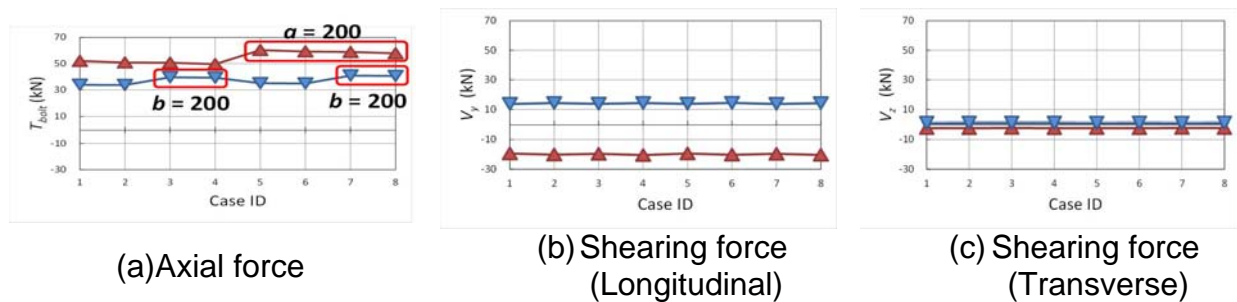 a = 200
70
50
30
10
-10
-30
T_bolt (kN)
b = 200
b = 200
1 2 3 4 5 6 7 8
Case ID
(a)Axial force
70
50
30
10
-10
-30
V_y (kN)
1 2 3 4 5 6 7 8
Case ID
(b) Shearing force
(Longitudinal)
70
50
30
10
-10
-30
V_z (kN)
1 2 3 4 5 6 7 8
Case ID
(c) Shearing force
(Transverse)